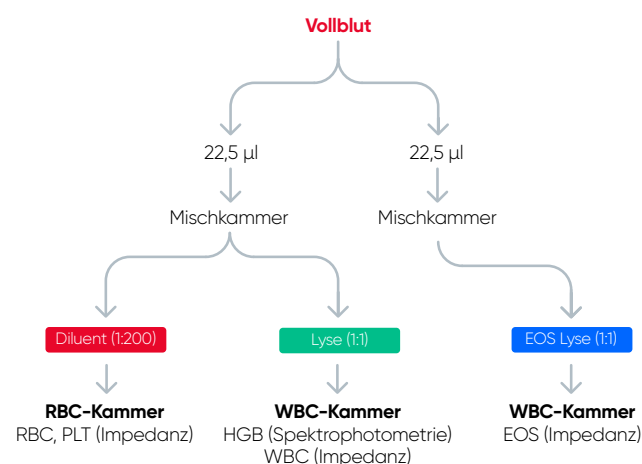 Vollblut
22,5 µl
22,5 µl
Mischkammer
Mischkammer
Diluent (1:200)
Lyse (1:1)
EOS Lyse (1:1)
RBC-Kammer
RBC, PLT (Impedanz)
WBC-Kammer
HGB (Spektrophotometrie)
WBC (Impedanz)
WBC-Kammer
EOS (Impedanz)